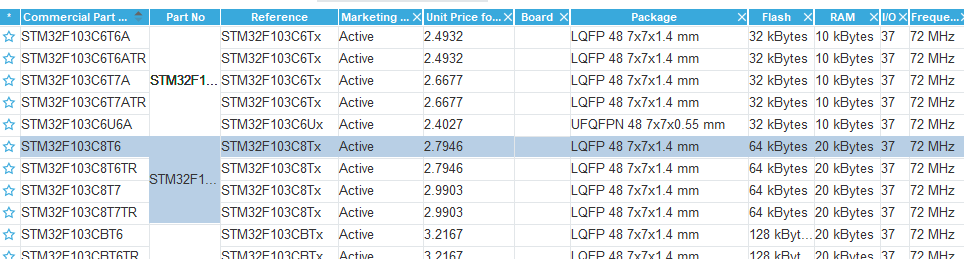 * Commercial Part ... Part No Reference Marketing ... Unit Price fo... Board Package Flash RAM I/O Freque...
STM32F103C6T6A STM32F103C6Tx Active 2.4932 LQFP 48 7x7x1.4 mm 32 kBytes 10 kBytes 37 72 MHz
STM32F103C6T6ATR STM32F103C6Tx Active 2.4932 LQFP 48 7x7x1.4 mm 32 kBytes 10 kBytes 37 72 MHz
STM32F103C6T7A STM32F1... STM32F103C6Tx Active 2.6677 LQFP 48 7x7x1.4 mm 32 kBytes 10 kBytes 37 72 MHz
STM32F103C6T7ATR STM32F103C6Tx Active 2.6677 LQFP 48 7x7x1.4 mm 32 kBytes 10 kBytes 37 72 MHz
STM32F103C6U6A STM32F103C6Ux Active 2.4027 UFQFPN 48 7x7x0.55 mm 32 kBytes 10 kBytes 37 72 MHz
STM32F103C8T6 STM32F103C8Tx Active 2.7946 LQFP 48 7x7x1.4 mm 64 kBytes 20 kBytes 37 72 MHz
STM32F103C8T6TR STM32F1... STM32F103C8Tx Active 2.7946 LQFP 48 7x7x1.4 mm 64 kBytes 20 kBytes 37 72 MHz
STM32F103C8T7 STM32F103C8Tx Active 2.9903 LQFP 48 7x7x1.4 mm 64 kBytes 20 kBytes 37 72 MHz
STM32F103C8T7TR STM32F103C8Tx Active 2.9903 LQFP 48 7x7x1.4 mm 64 kBytes 20 kBytes 37 72 MHz
STM32F103CBT6 STM32F103CBTx Active 3.2167 LQFP 48 7x7x1.4 mm 128 kByt... 20 kBytes 37 72 MHz
STM32F103CBT6TR STM32F103CBTx Active 3.2167 LQFP 48 7x7x1.4 mm 128 kByt... 20 kBytes 37 72 MHz